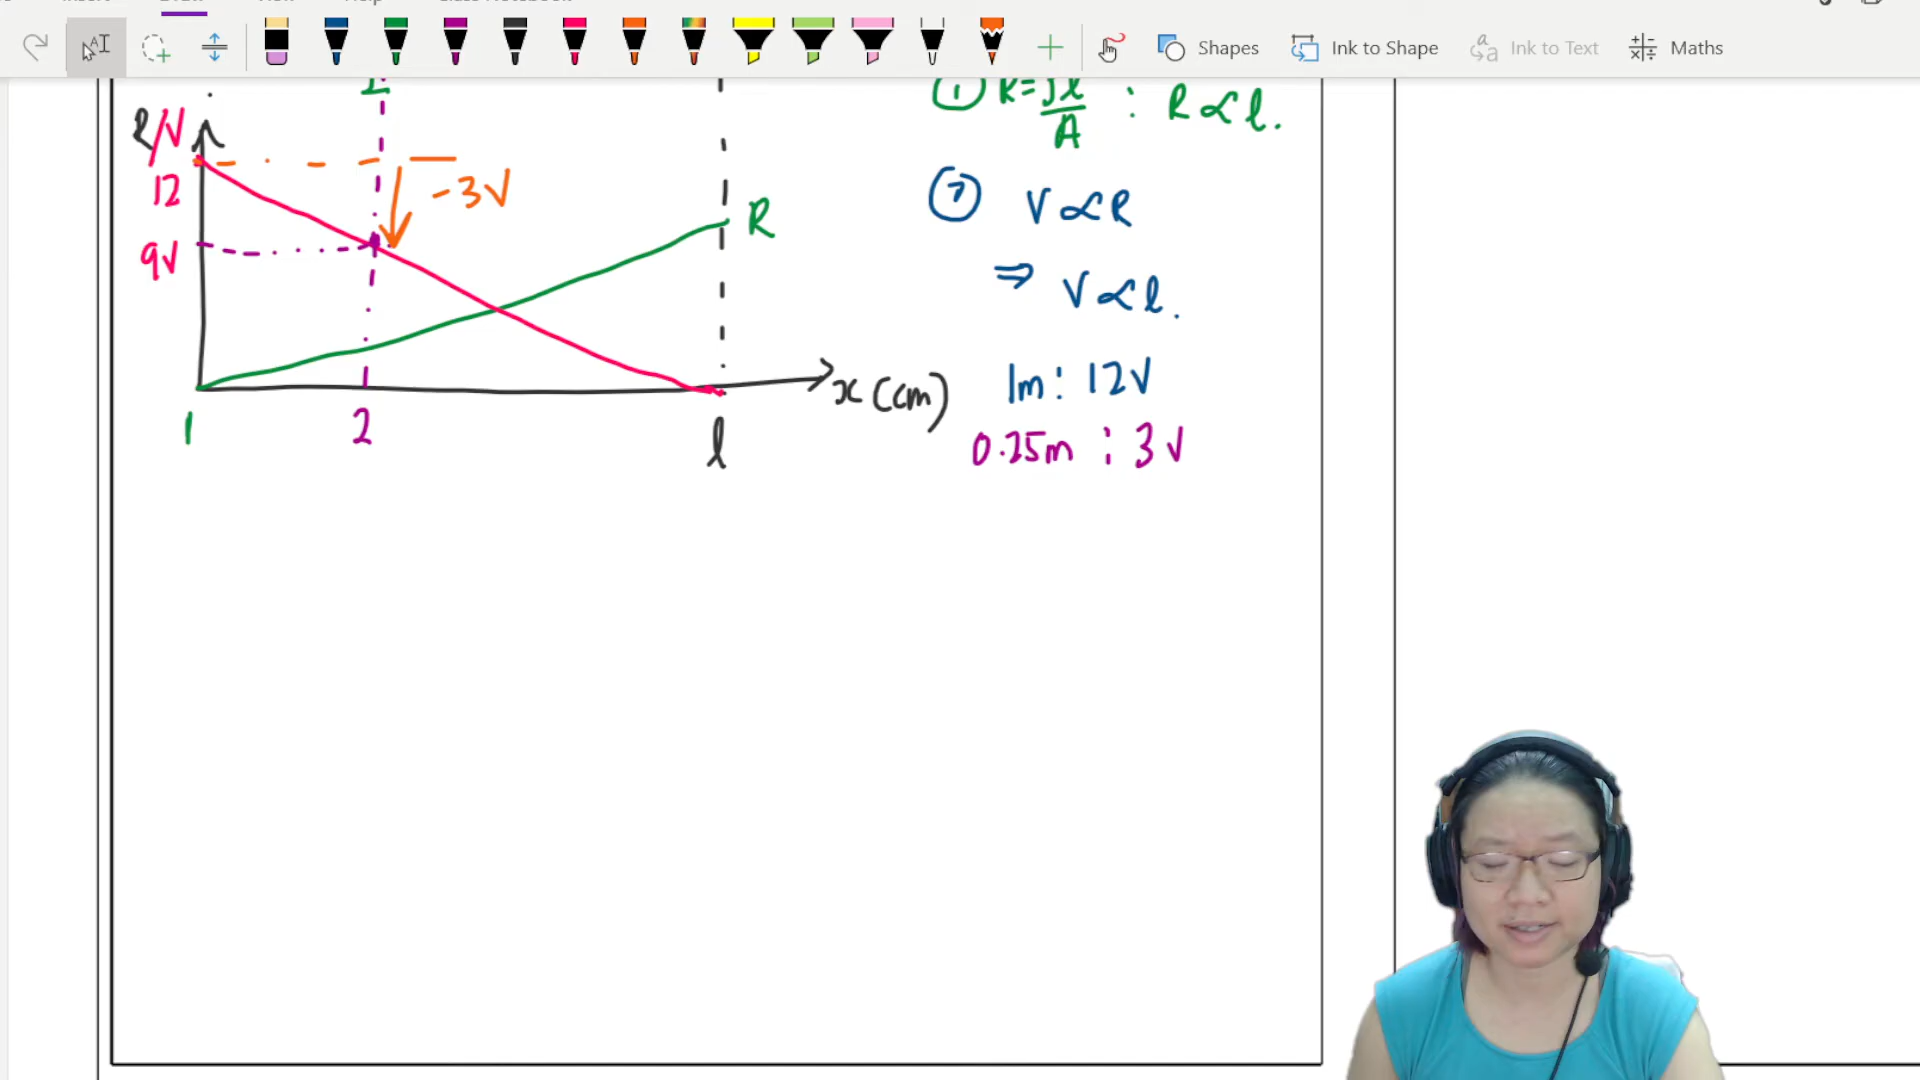 Shapes
Ink to Shape
Ink to Text
Maths
R/V
12
9V
-3V
R
1
2
l
x (cm)
① R = ρl/A : R ∝ l.
② V ∝ R
⇒ V ∝ l.
1m : 12V
0.25m : 3V